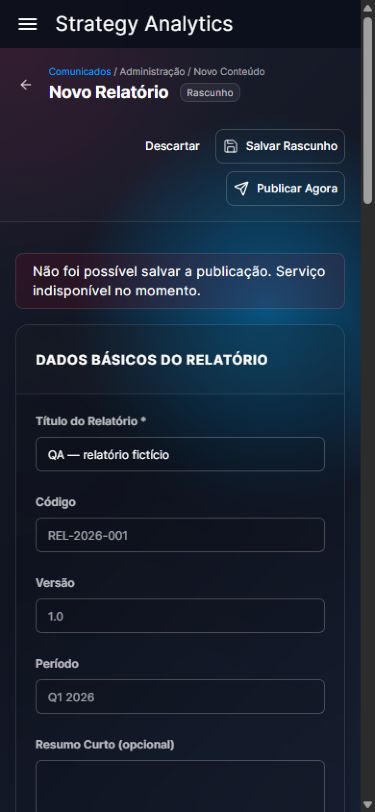 Strategy Analytics
Comunicados / Administração / Novo Conteúdo
Novo Relatório
Rascunho
Descartar
Salvar Rascunho
Publicar Agora
Não foi possível salvar a publicação. Serviço
indisponível no momento.
DADOS BÁSICOS DO RELATÓRIO
Título do Relatório *
QA — relatório fictício
Código
REL-2026-001
Versão
1.0
Período
Q1 2026
Resumo Curto (opcional)